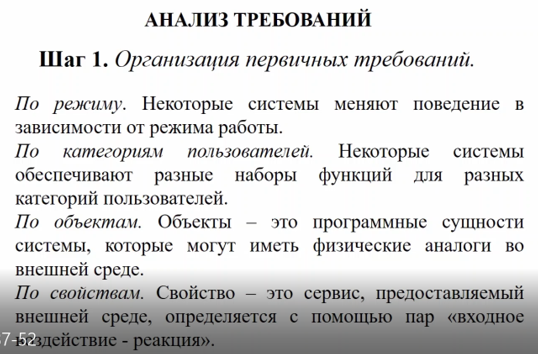 АНАЛИЗ ТРЕБОВАНИЙ
Шаг 1. Организация первичных требований.
По режиму. Некоторые системы меняют поведение в
зависимости от режима работы.
По категориям пользователей. Некоторые системы
обеспечивают разные наборы функций для разных
категорий пользователей.
По объектам. Объекты – это программные сущности
системы, которые могут иметь физические аналоги во
внешней среде.
По свойствам. Свойство – это сервис, предоставляемый
внешней среде, определяется с помощью пар «входное
воздействие - реакция».
7-52